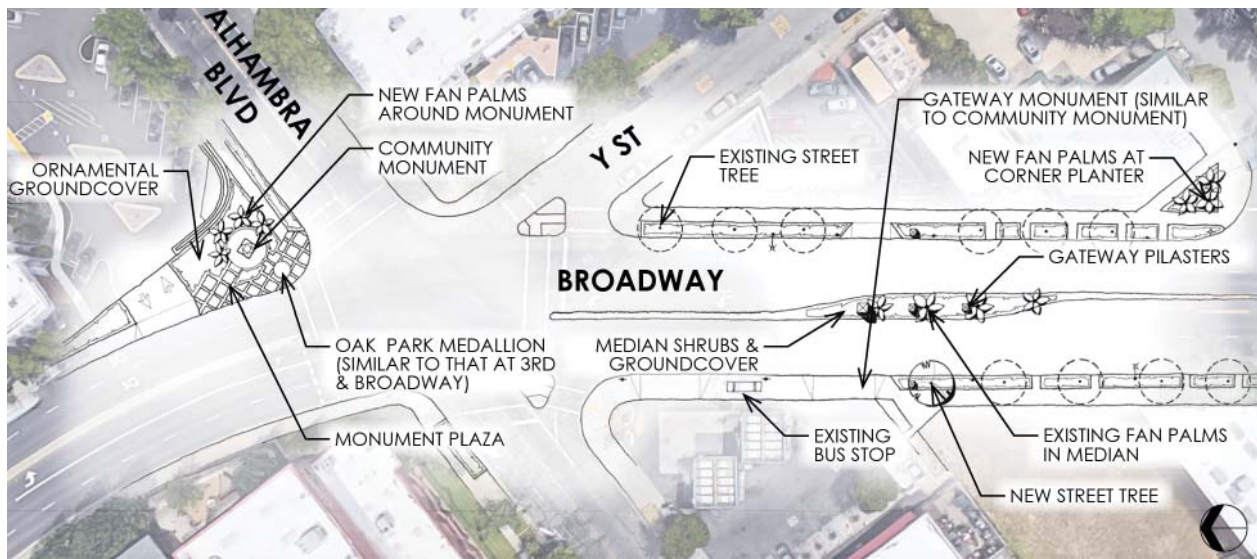 ALHAMBRA
BLVD
NEW FAN PALMS
AROUND MONUMENT
COMMUNITY
MONUMENT
ORNAMENTAL
GROUNDCOVER
Y ST
EXISTING STREET
TREE
GATEWAY MONUMENT (SIMILAR
TO COMMUNITY MONUMENT)
NEW FAN PALMS AT
CORNER PLANTER
BROADWAY
GATEWAY PILASTERS
OAK PARK MEDALLION
(SIMILAR TO THAT AT 3RD
& BROADWAY)
MEDIAN SHRUBS &
GROUNDCOVER
MONUMENT PLAZA
EXISTING
BUS STOP
EXISTING FAN PALMS
IN MEDIAN
NEW STREET TREE